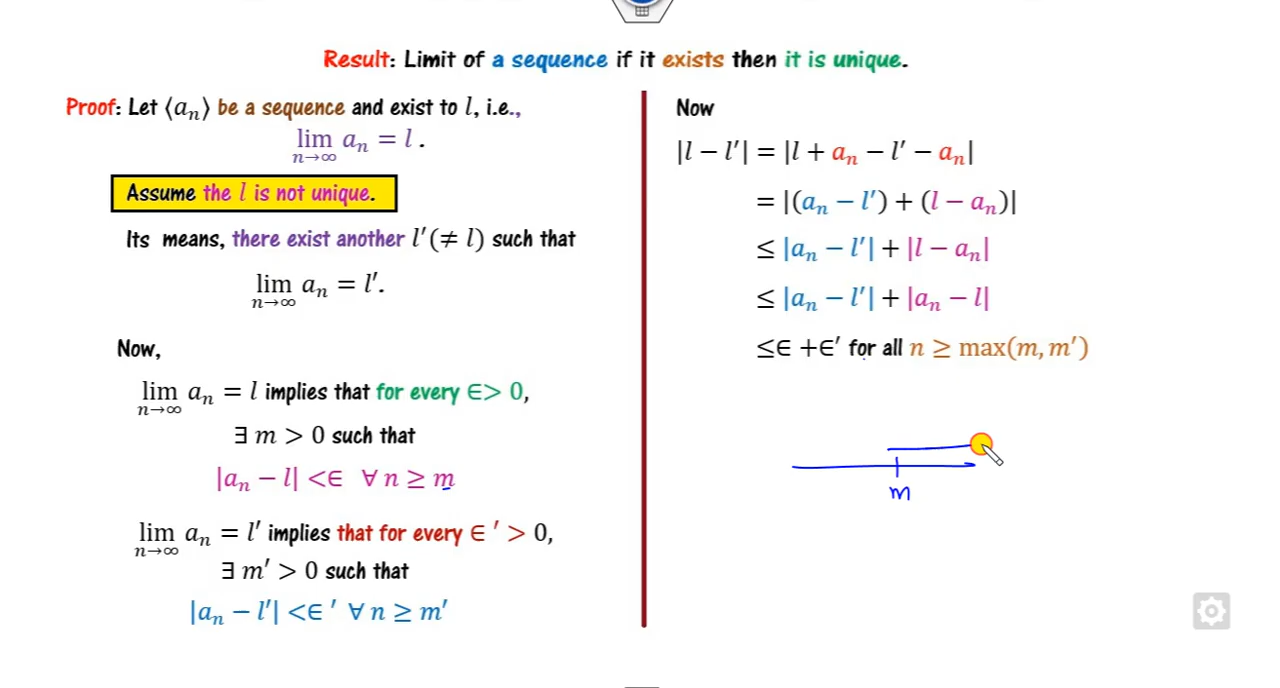 Result: Limit of a sequence if it exists then it is unique.
Proof: Let ⟨aₙ⟩ be a sequence and exist to l, i.e.,
lim aₙ = l .
n→∞
Assume the l is not unique.
Its means, there exist another l′(≠ l) such that
lim aₙ = l′.
n→∞
Now,
lim aₙ = l implies that for every ∈> 0,
n→∞
∃ m > 0 such that
|aₙ − l| <∈ ∀ n ≥ m
lim aₙ = l′ implies that for every ∈ ′ > 0,
n→∞
∃ m′ > 0 such that
|aₙ − l′| <∈ ′ ∀ n ≥ m′
Now
|l − l′| = |l + aₙ − l′ − aₙ|
= |(aₙ − l′) + (l − aₙ)|
≤ |aₙ − l′| + |l − aₙ|
≤ |aₙ − l′| + |aₙ − l|
≤∈ +∈′ for all n ≥ max(m, m′)
m